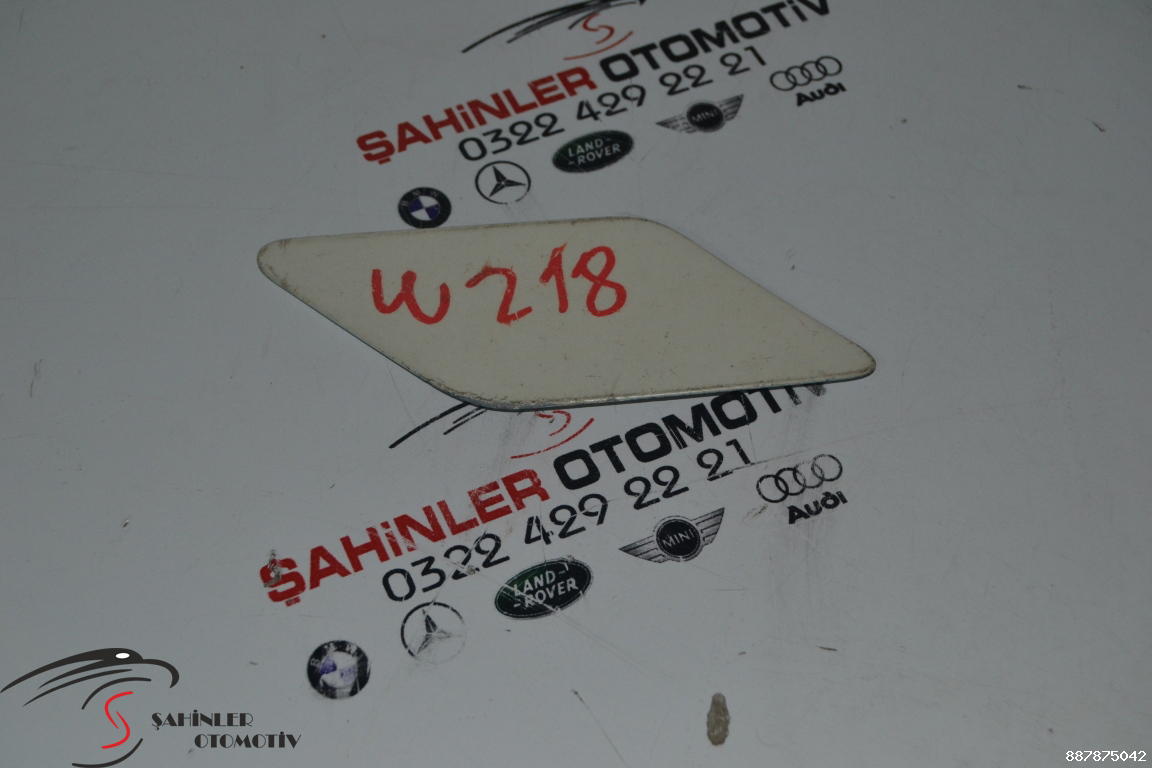 ŞAHİNLER OTOMOTİV
0322 429 22 21
LAND-
-ROVER
MINI
Audi
W218
ŞAHİNLER OTOMOTİV
0322 429 22 21
LAND-
-ROVER
MINI
Audi
ŞAHİNLER
OTOMOTİV
887875042